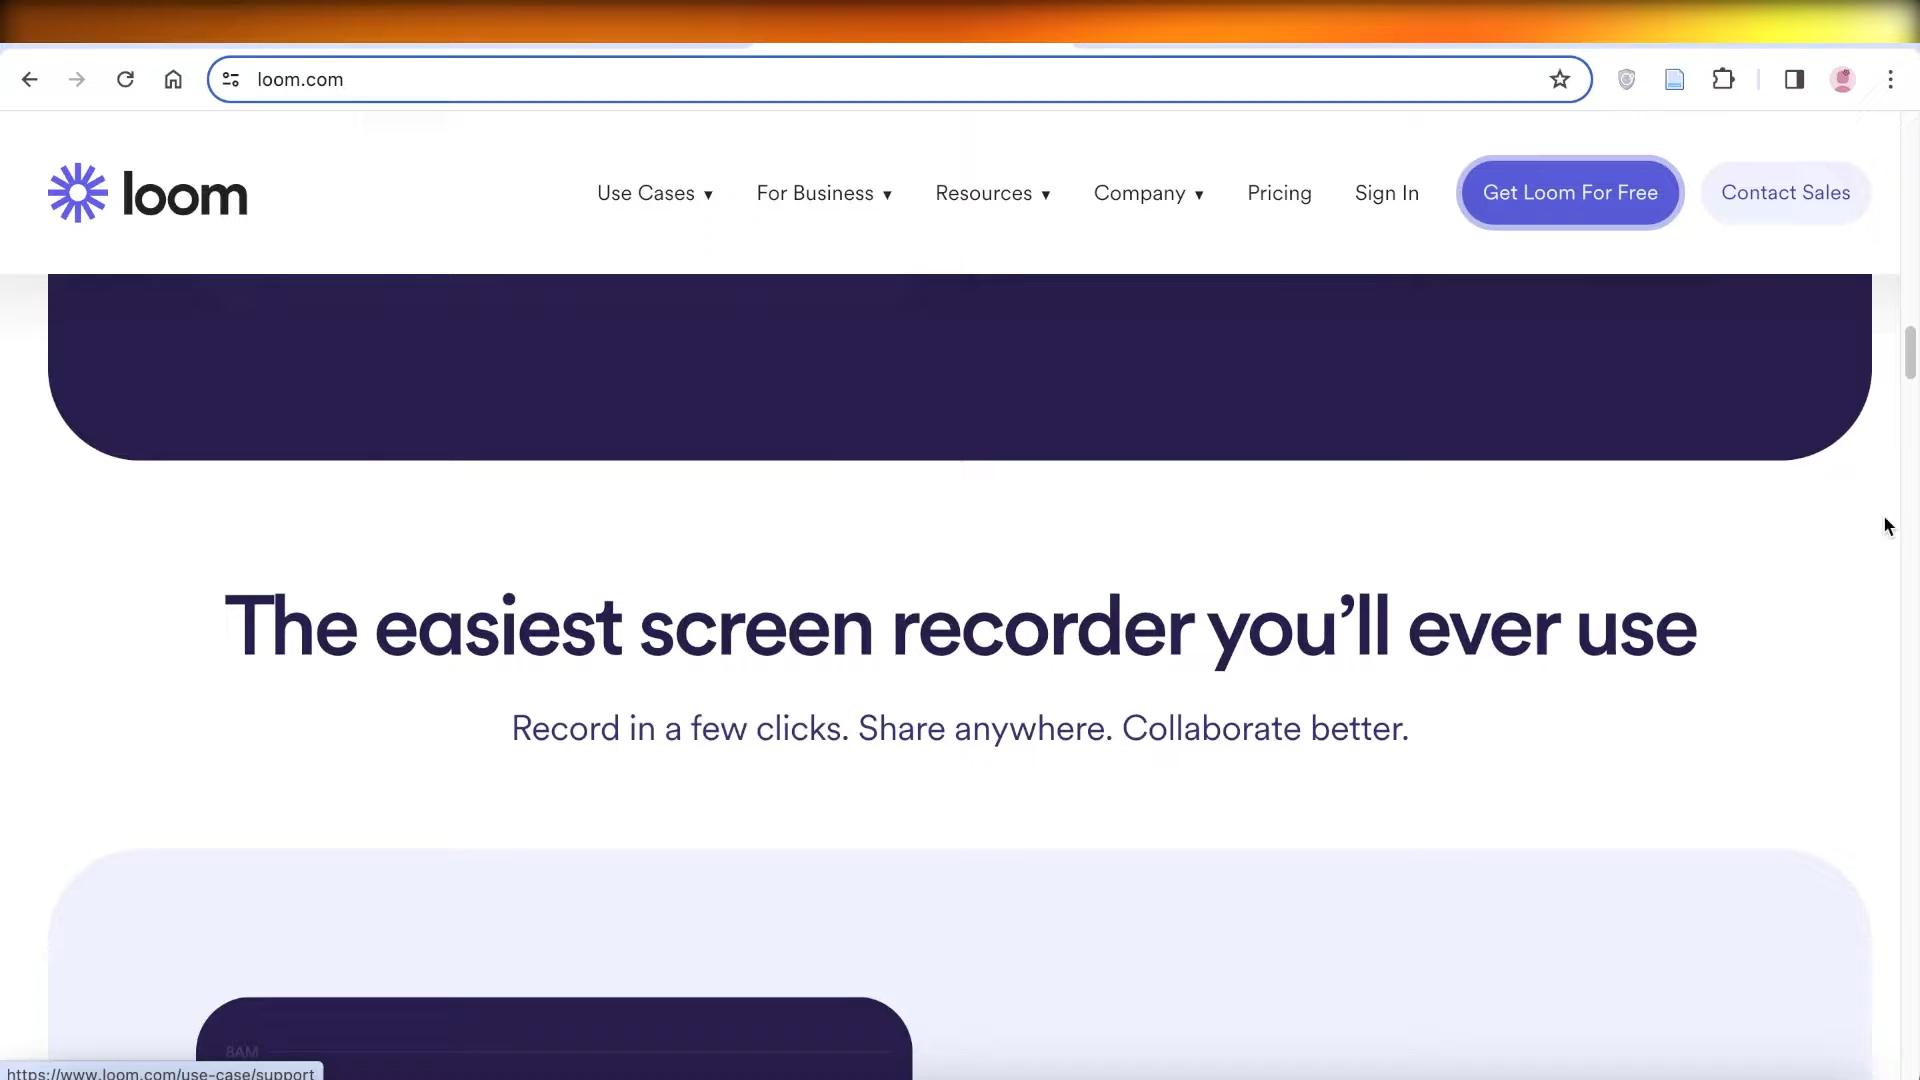 loom.com
loom
Use Cases ▾ For Business ▾ Resources ▾ Company ▾ Pricing Sign In Get Loom For Free Contact Sales
The easiest screen recorder you’ll ever use
Record in a few clicks. Share anywhere. Collaborate better.
8AM
https://www.loom.com/use-case/support